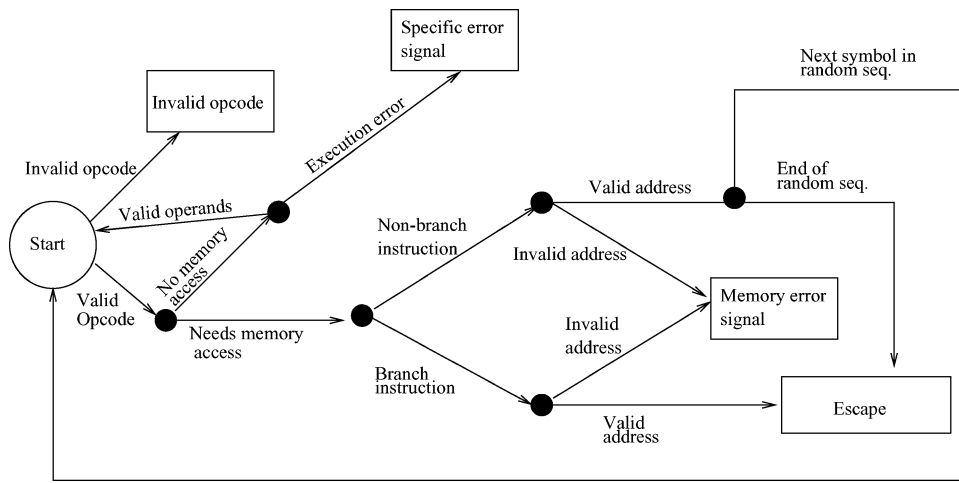 Specific error
signal
Next symbol in
random seq.
Invalid opcode
Execution error
Invalid opcode
Valid operands
Valid address
End of
random seq.
Start
No memory
access
Non-branch
instruction
Invalid address
Valid
Opcode
Needs memory
access
Memory error
signal
Invalid
address
Branch
instruction
Escape
Valid
address